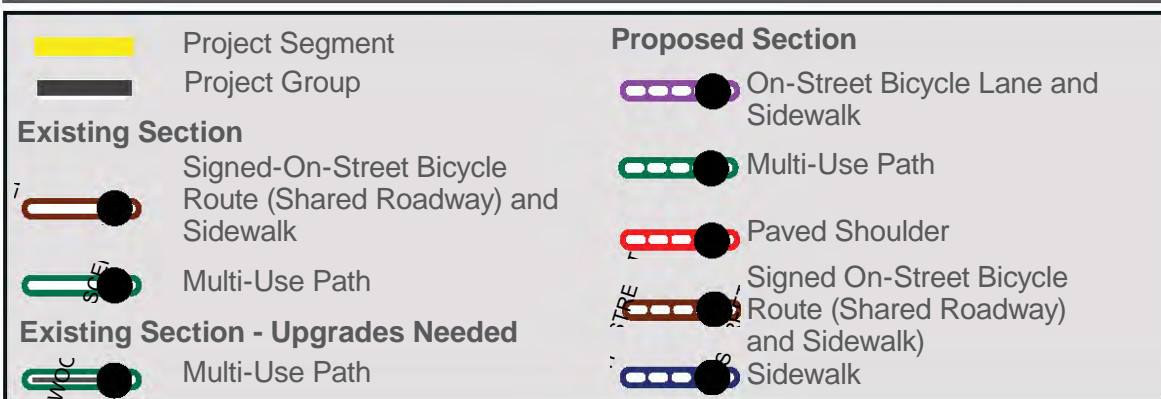 Project Segment
Project Group
Existing Section
Signed-On-Street Bicycle
Route (Shared Roadway) and
Sidewalk
Multi-Use Path
Existing Section - Upgrades Needed
Multi-Use Path
WOO
Proposed Section
On-Street Bicycle Lane and
Sidewalk
Multi-Use Path
Paved Shoulder
Signed On-Street Bicycle
Route (Shared Roadway)
and Sidewalk)
STRE
Sidewalk